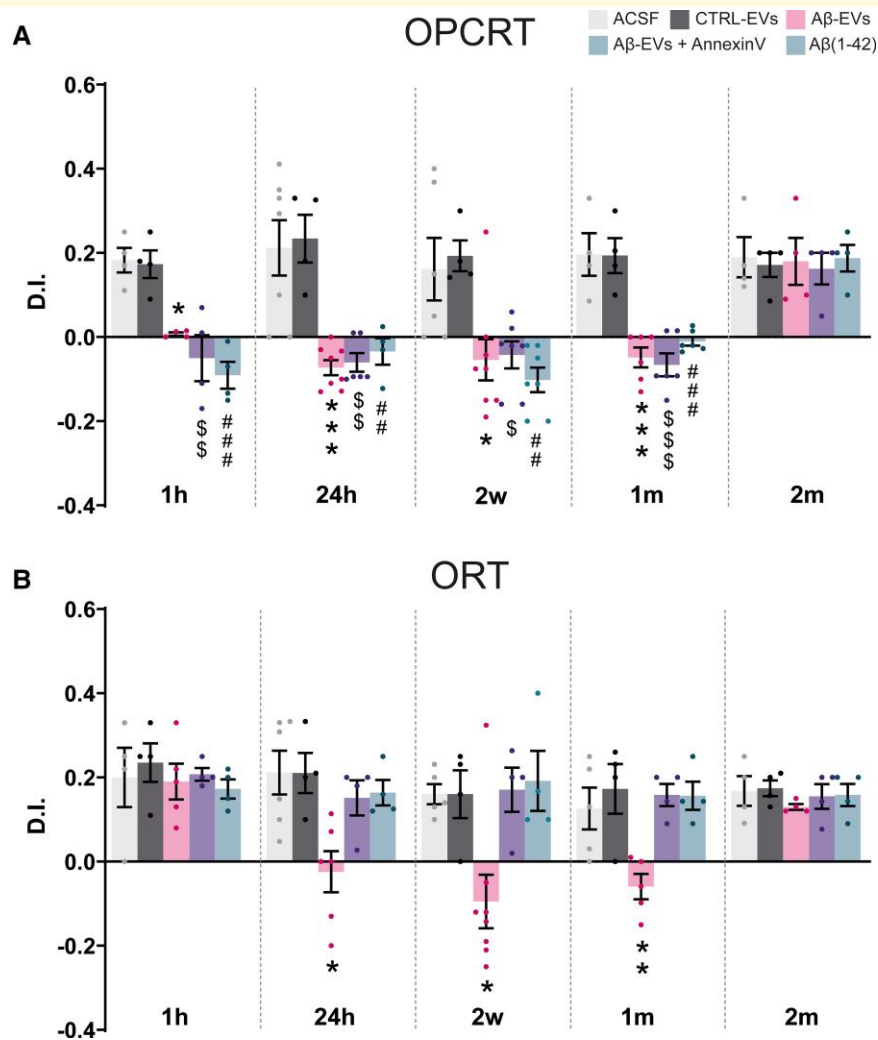 ACSF CTRL-EVs Aβ-EVs
Aβ-EVs + AnnexinV Aβ(1-42)
A
OPCRT
0.6
0.4
0.2
0.0
-0.2
-0.4
D.I.
*
$$
###
***
$$
##
*
$
##
***
$$$
###
1h 24h 2w 1m 2m
B
ORT
0.6
0.4
0.2
0.0
-0.2
-0.4
D.I.
*
*
**
1h 24h 2w 1m 2m